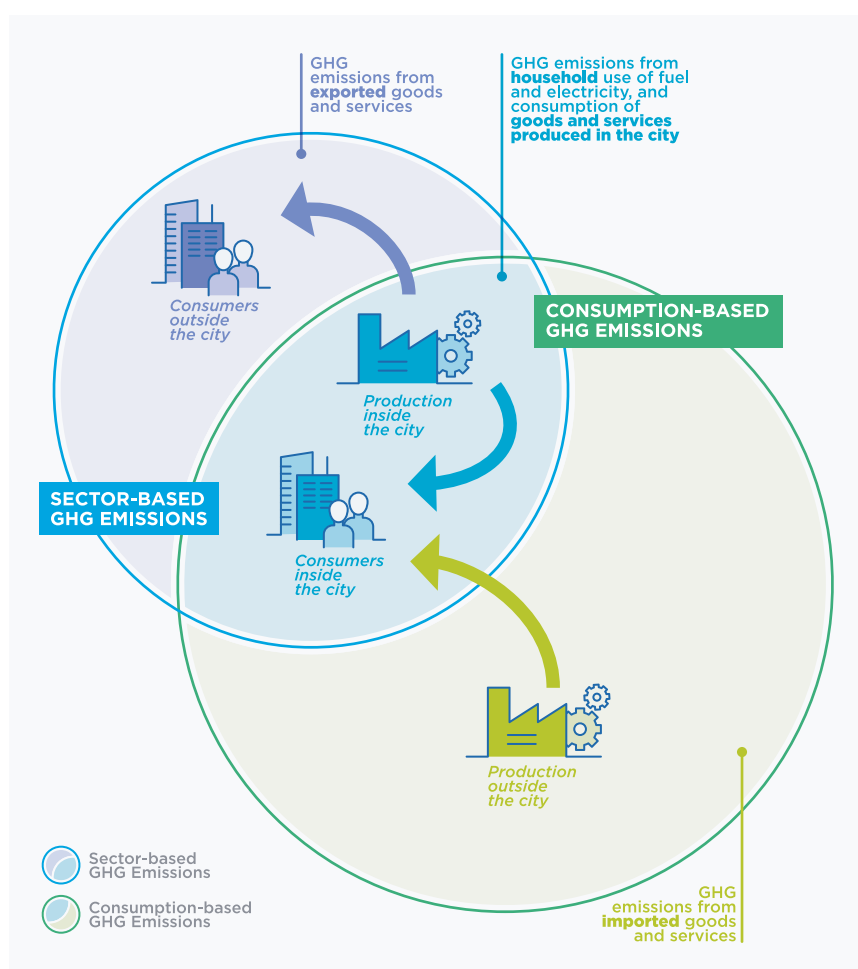 GHG
emissions from
exported goods
and services
GHG emissions from
household use of fuel
and electricity, and
consumption of
goods and services
produced in the city
Consumers
outside
the city
CONSUMPTION-BASED
GHG EMISSIONS
Production
inside
the city
SECTOR-BASED
GHG EMISSIONS
Consumers
inside
the city
Production
outside
the city
Sector-based
GHG Emissions
Consumption-based
GHG Emissions
GHG
emissions from
imported goods
and services